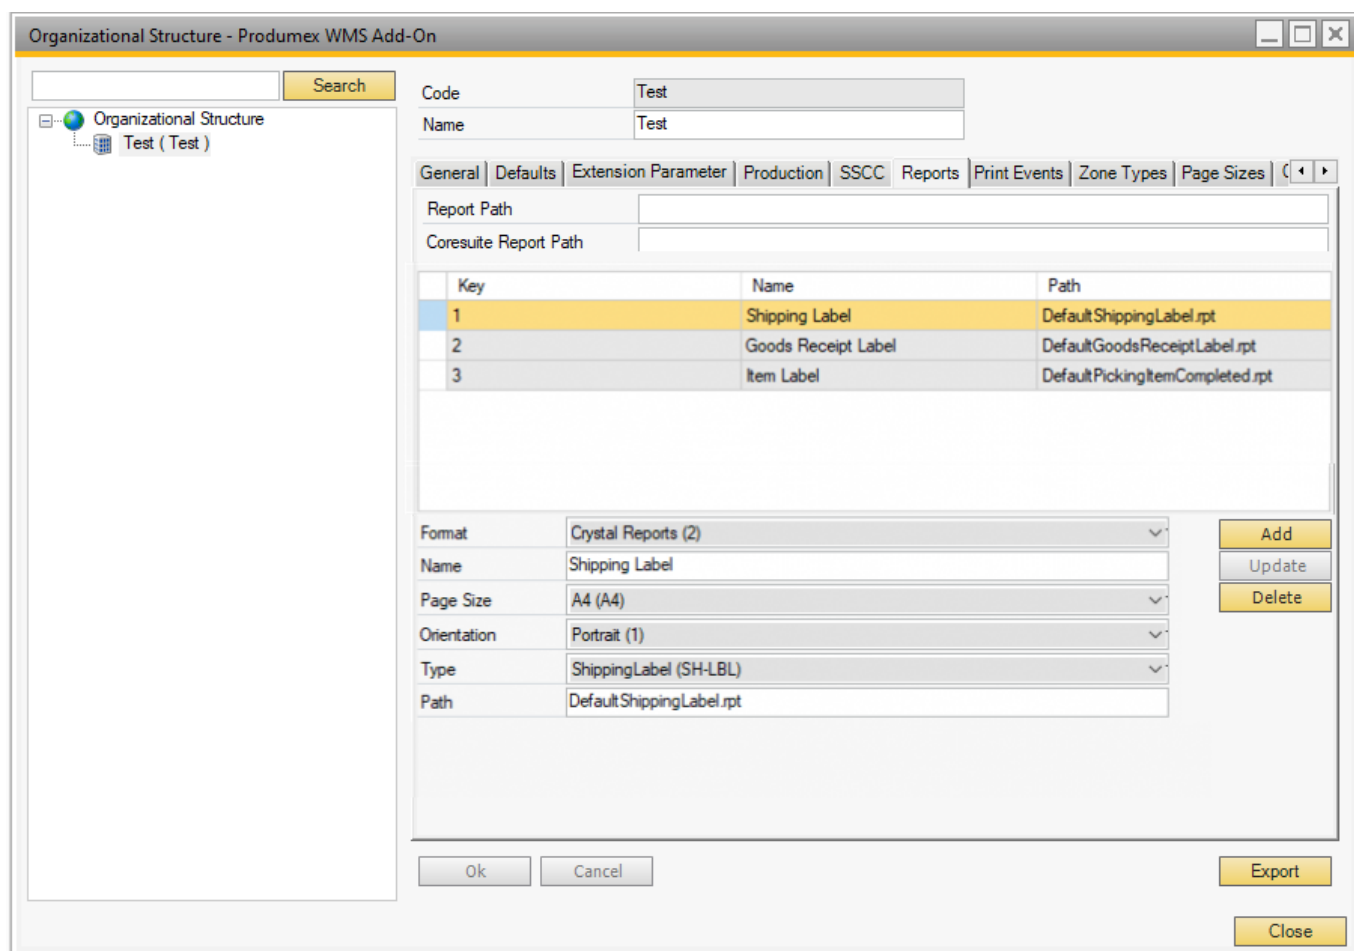 Organizational Structure - Produmex WMS Add-On
Search
Organizational Structure
Test ( Test )
Code Test
Name Test
General Defaults Extension Parameter Production SSCC Reports Print Events Zone Types Page Sizes
Report Path
Coresuite Report Path
Key Name Path
1 Shipping Label DefaultShippingLabel.rpt
2 Goods Receipt Label DefaultGoodsReceiptLabel.rpt
3 Item Label DefaultPickingItemCompleted.rpt
Format Crystal Reports (2) Add
Name Shipping Label Update
Page Size A4 (A4) Delete
Orientation Portrait (1)
Type ShippingLabel (SH-LBL)
Path DefaultShippingLabel.rpt
Ok Cancel Export
Close